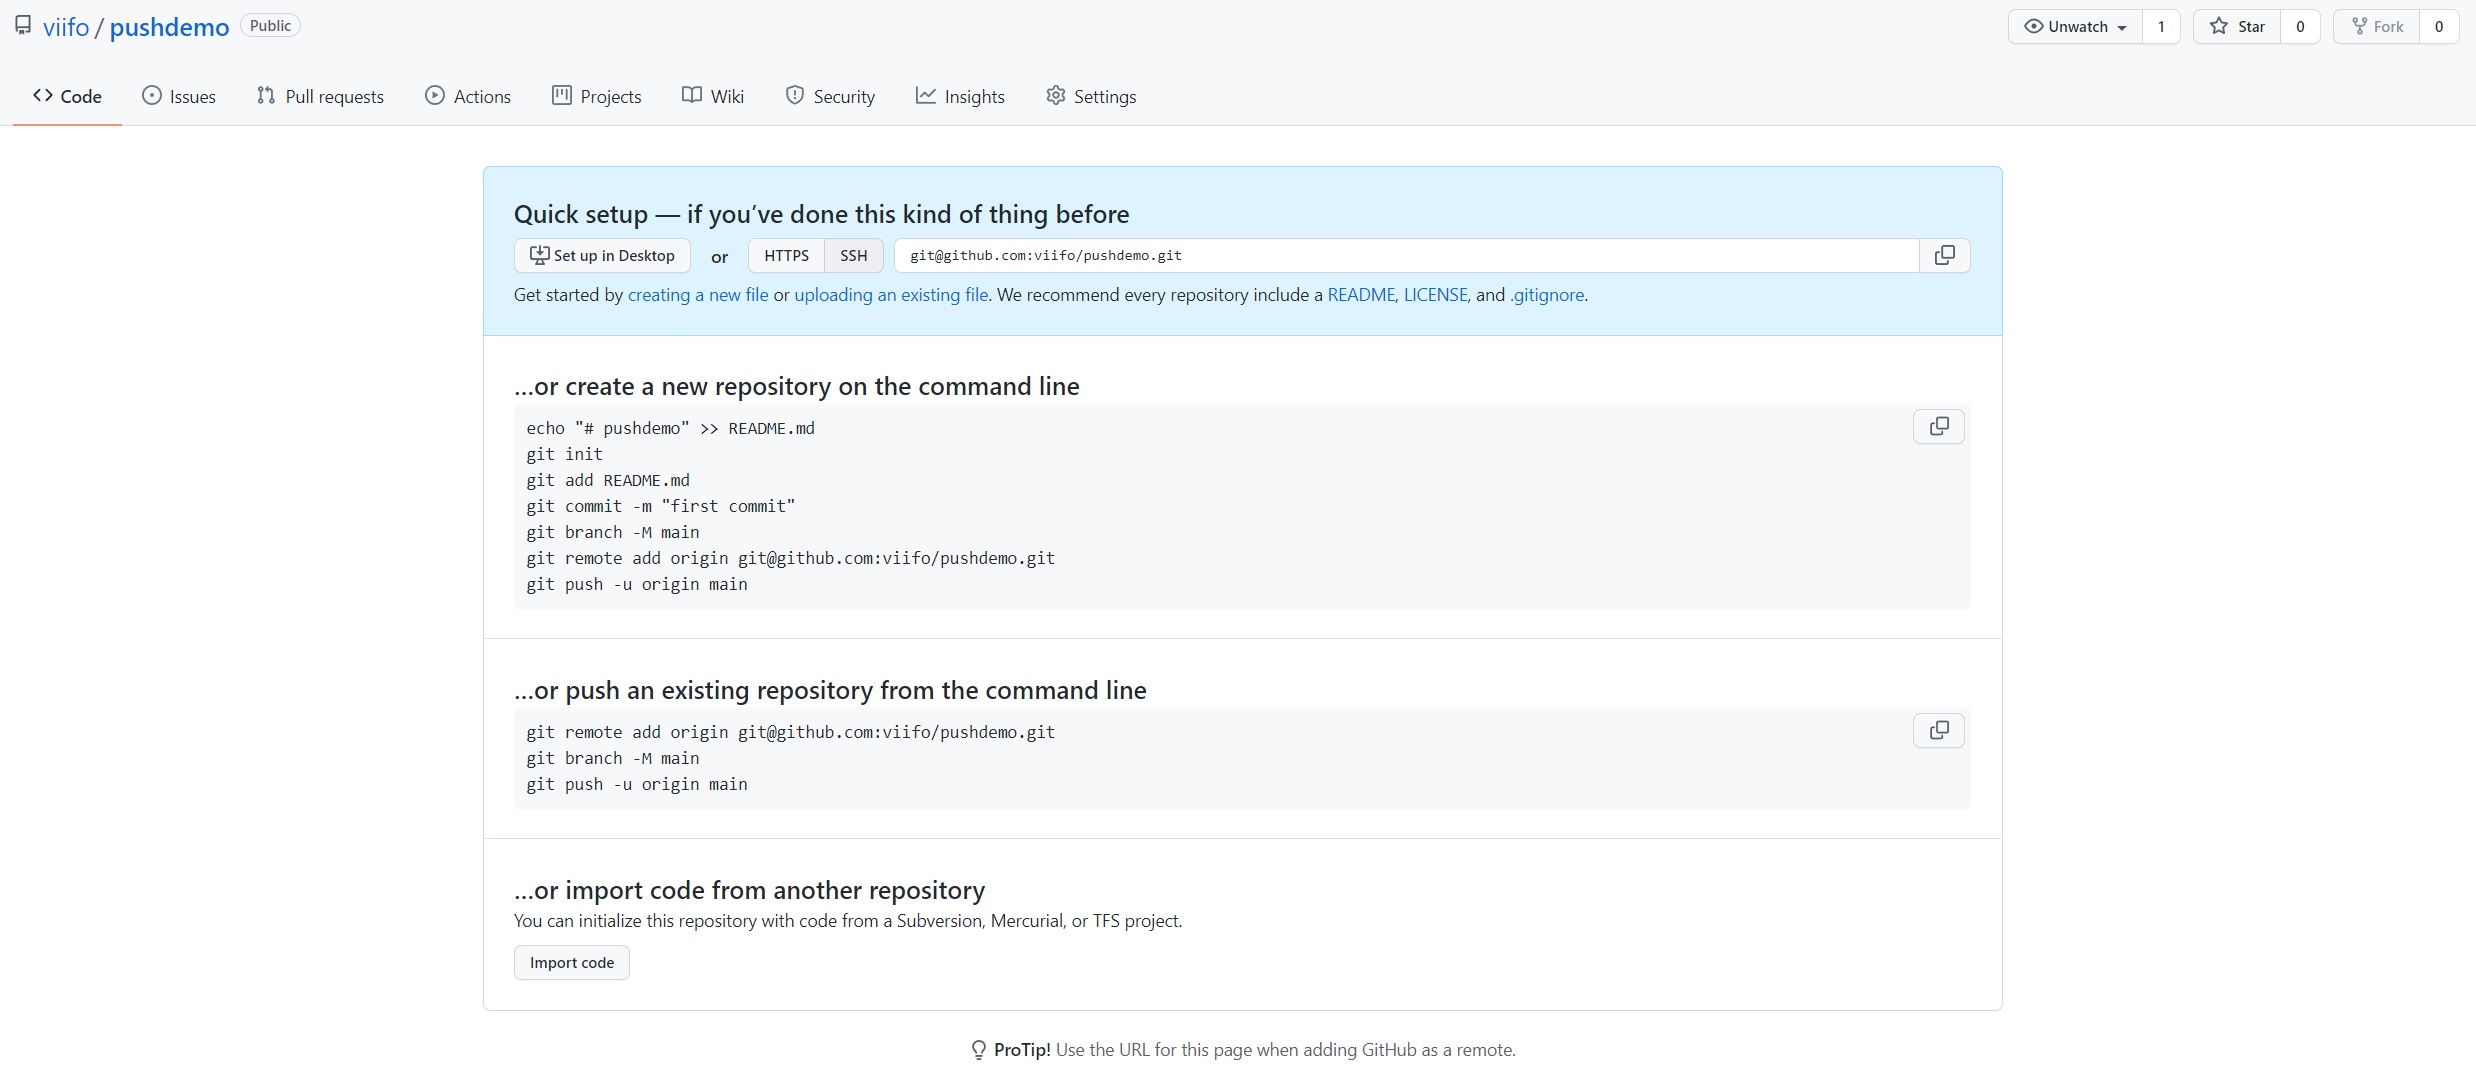 viifo / pushdemo Public
Unwatch 1 Star 0 Fork 0
Code Issues Pull requests Actions Projects Wiki Security Insights Settings
Quick setup — if you’ve done this kind of thing before
Set up in Desktop or HTTPS SSH git@github.com:viifo/pushdemo.git
Get started by creating a new file or uploading an existing file. We recommend every repository include a README, LICENSE, and .gitignore.
…or create a new repository on the command line
echo "# pushdemo" >> README.md
git init
git add README.md
git commit -m "first commit"
git branch -M main
git remote add origin git@github.com:viifo/pushdemo.git
git push -u origin main
…or push an existing repository from the command line
git remote add origin git@github.com:viifo/pushdemo.git
git branch -M main
git push -u origin main
…or import code from another repository
You can initialize this repository with code from a Subversion, Mercurial, or TFS project.
Import code
ProTip! Use the URL for this page when adding GitHub as a remote.